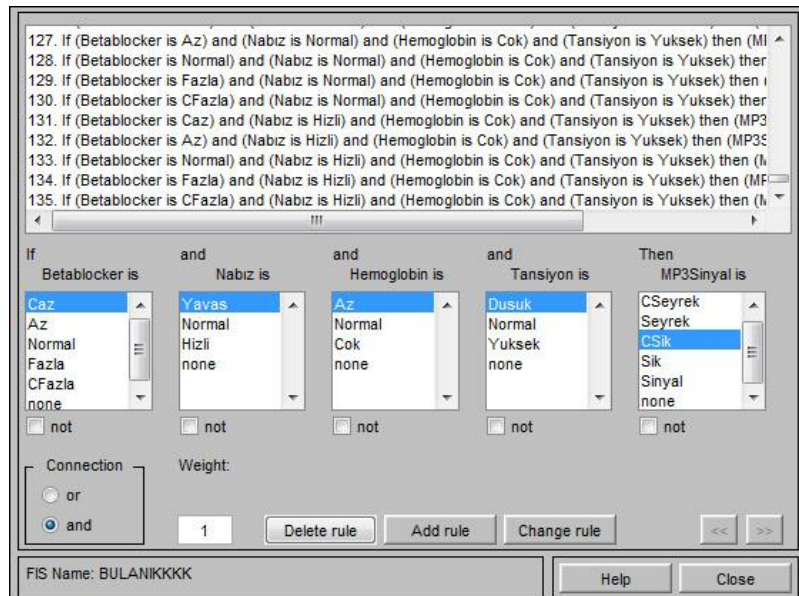 127. If (Betablocker is Az) and (Nabız is Normal) and (Hemoglobin is Cok) and (Tansiyon is Yuksek) then (MI
128. If (Betablocker is Normal) and (Nabız is Normal) and (Hemoglobin is Cok) and (Tansiyon is Yuksek) then
129. If (Betablocker is Fazla) and (Nabız is Normal) and (Hemoglobin is Cok) and (Tansiyon is Yuksek) then (
130. If (Betablocker is CFazla) and (Nabız is Normal) and (Hemoglobin is Cok) and (Tansiyon is Yuksek) then
131. If (Betablocker is Caz) and (Nabız is Hizli) and (Hemoglobin is Cok) and (Tansiyon is Yuksek) then (MP3
132. If (Betablocker is Az) and (Nabız is Hizli) and (Hemoglobin is Cok) and (Tansiyon is Yuksek) then (MP3S
133. If (Betablocker is Normal) and (Nabız is Hizli) and (Hemoglobin is Cok) and (Tansiyon is Yuksek) then (M
134. If (Betablocker is Fazla) and (Nabız is Hizli) and (Hemoglobin is Cok) and (Tansiyon is Yuksek) then (MP
135. If (Betablocker is CFazla) and (Nabız is Hizli) and (Hemoglobin is Cok) and (Tansiyon is Yuksek) then (M
If and and and Then
Betablocker is Nabız is Hemoglobin is Tansiyon is MP3Sinyal is
Caz
Az
Normal
Fazla
CFazla
none
Yavas
Normal
Hizli
none
Az
Normal
Cok
none
Dusuk
Normal
Yuksek
none
CSeyrek
Seyrek
CSik
Sik
Sinyal
none
not not not not not
Connection
or
and
Weight:
1
Delete rule Add rule Change rule << >>
FIS Name: BULANIKKKK
Help Close